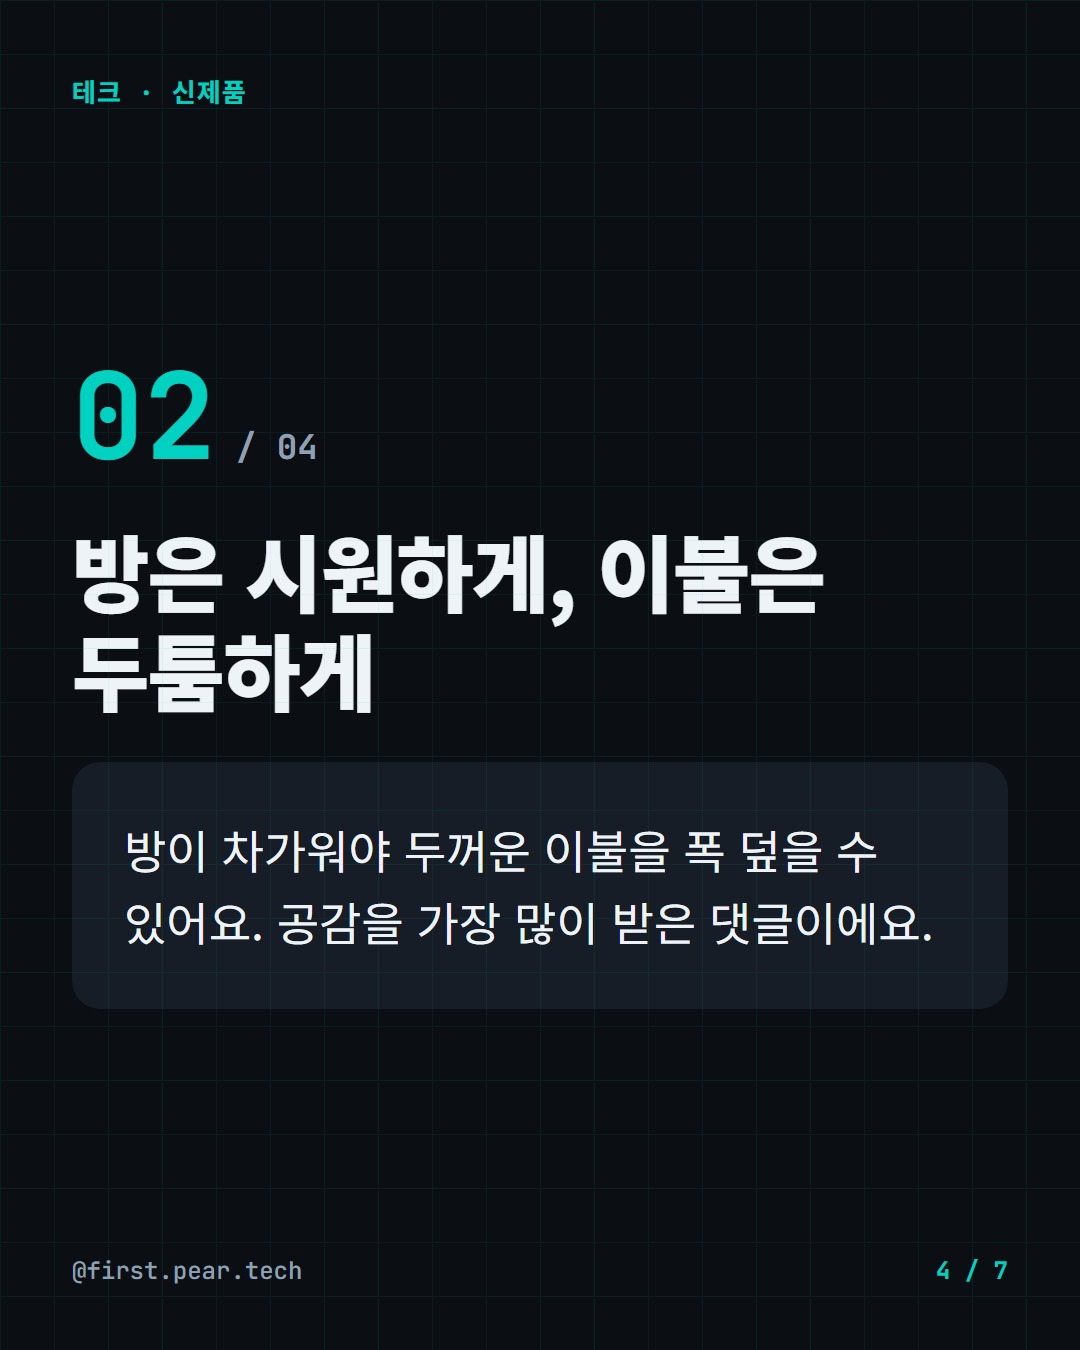 테크 · 신제품
02 / 04
방은 시원하게, 이불은
두툼하게
방이 차가워야 두꺼운 이불을 폭 덮을 수
있어요. 공감을 가장 많이 받은 댓글이에요.
@first.pear.tech
4 / 7